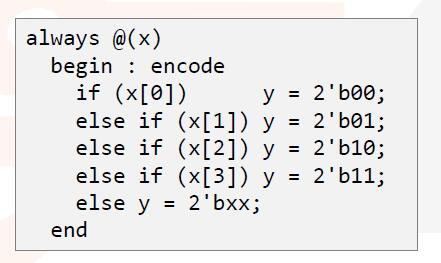 always @(x)
  begin : encode
    if (x[0])      y = 2'b00;
    else if (x[1]) y = 2'b01;
    else if (x[2]) y = 2'b10;
    else if (x[3]) y = 2'b11;
    else y = 2'bxx;
  end